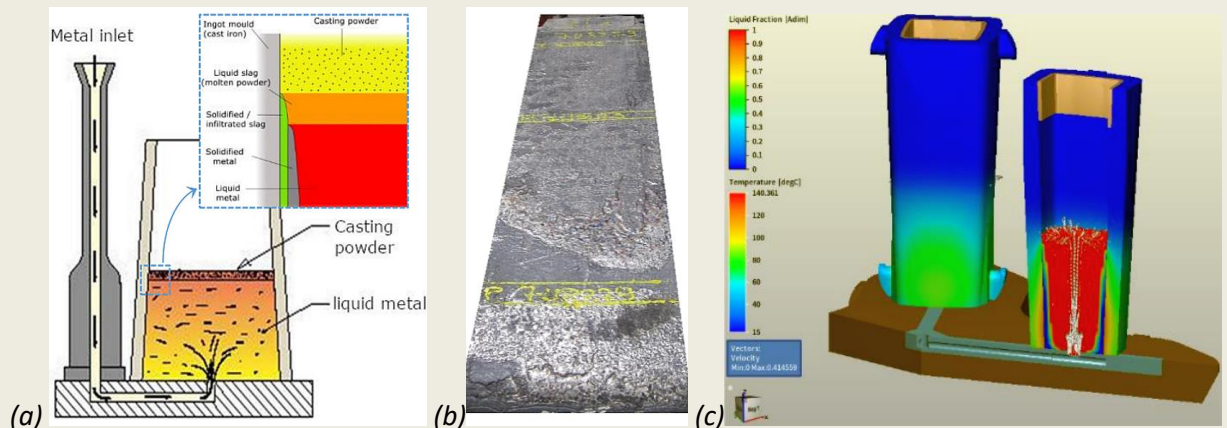 Metal inlet
Ingot mould
(cast iron)
Casting powder
Liquid slag
(molten powder)
Solidified /
infiltrated slag
Solidified
metal
Liquid
metal
Casting
powder
liquid metal
(a)
(b)
Liquid Fraction [Adim]
1
0.9
0.8
0.7
0.6
0.5
0.4
0.3
0.2
0.1
0
Temperature [degC]
140.361
120
100
80
60
40
15
Vectors:
Velocity
Min:0 Max:0.414559
(c)